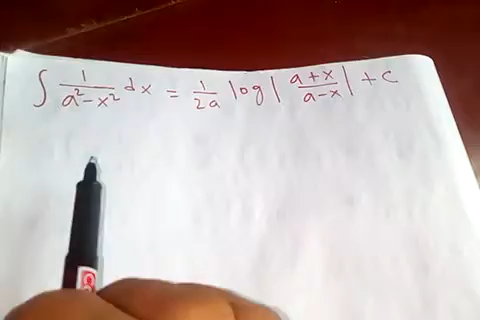 ∫ 1/(a²-x²) dx = 1/(2a) log |(a+x)/(a-x)| + c